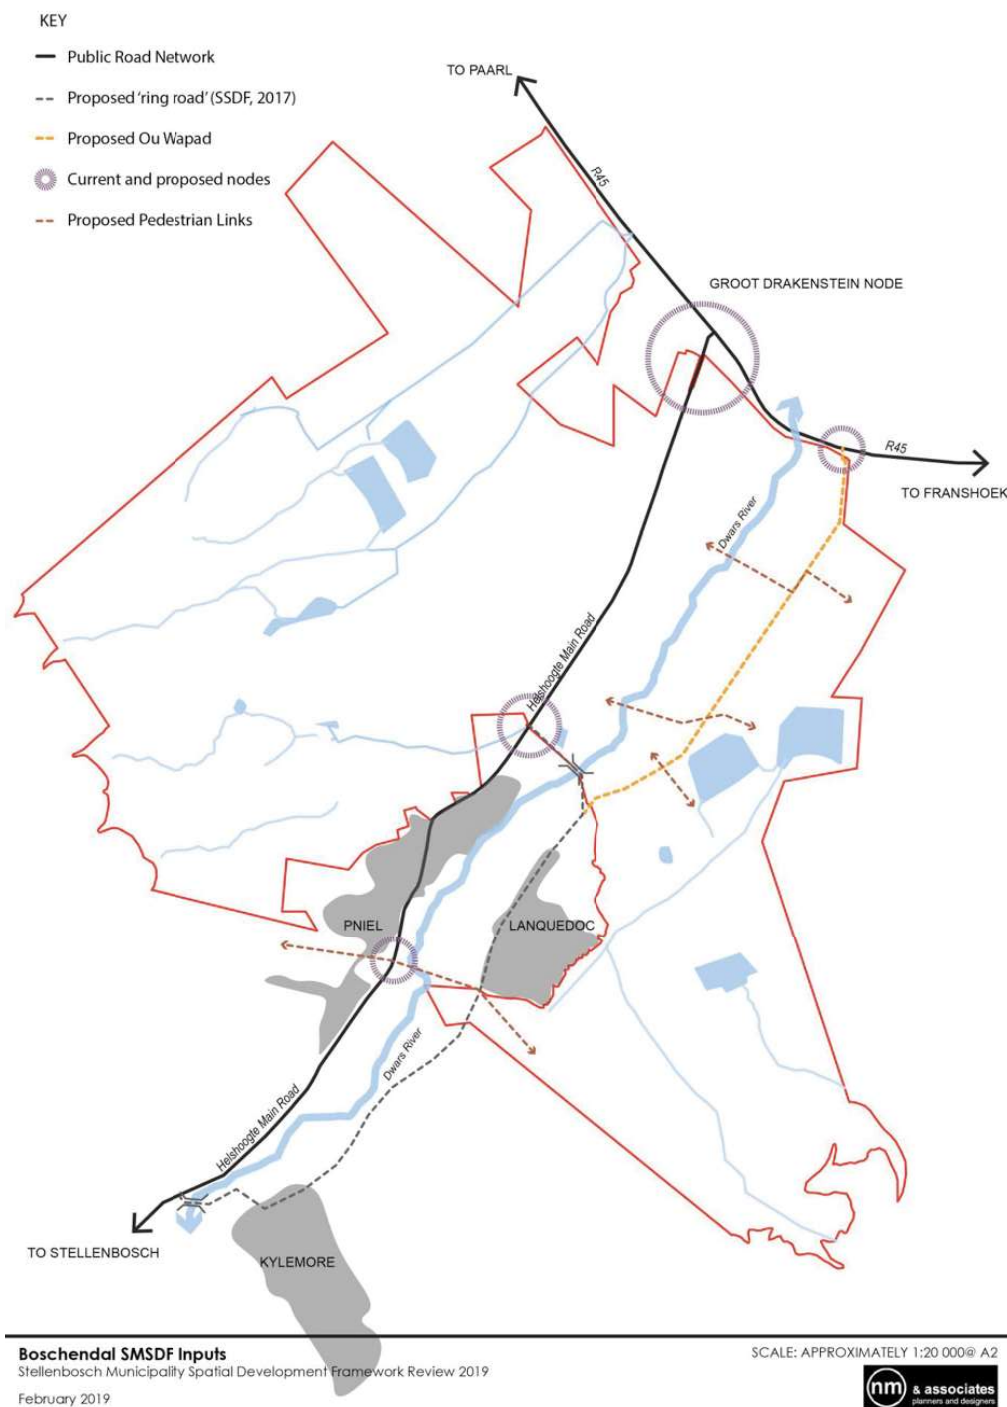 KEY
Public Road Network
Proposed 'ring road' (SSDF, 2017)
Proposed Ou Wapad
Current and proposed nodes
Proposed Pedestrian Links
TO PAARL
R45
GROOT DRAKENSTEIN NODE
R45
TO FRANSHOEK
Dwars River
Helshoogte Main Road
PNIEL
LANQUEDOC
Dwars River
Helshoogte Main Road
TO STELLENBOSCH
KYLEMORE
Boschendal SMSDF Inputs
Stellenbosch Municipality Spatial Development Framework Review 2019
February 2019
SCALE: APPROXIMATELY 1:20 000@ A2
nm & associates
planners and designers